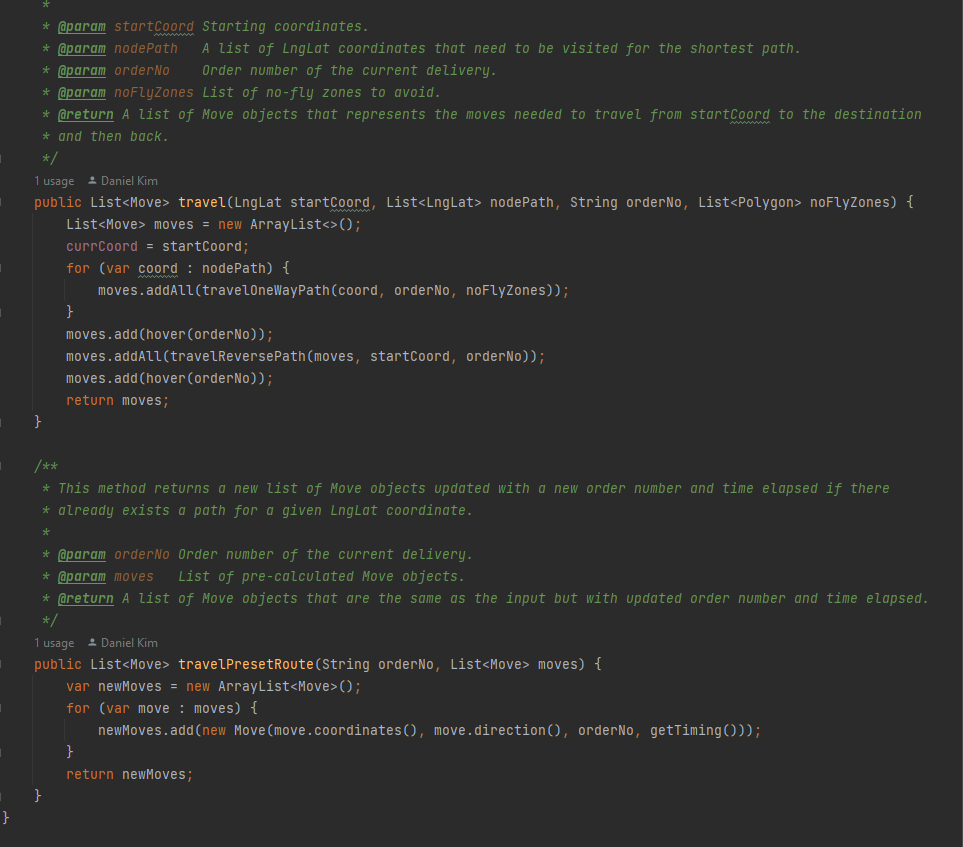 *
* @param startCoord Starting coordinates.
* @param nodePath   A list of LngLat coordinates that need to be visited for the shortest path.
* @param orderNo    Order number of the current delivery.
* @param noFlyZones List of no-fly zones to avoid.
* @return A list of Move objects that represents the moves needed to travel from startCoord to the destination
* and then back.
*/
1 usage   Daniel Kim
public List<Move> travel(LngLat startCoord, List<LngLat> nodePath, String orderNo, List<Polygon> noFlyZones) {
    List<Move> moves = new ArrayList<>();
    currCoord = startCoord;
    for (var coord : nodePath) {
        moves.addAll(travelOneWayPath(coord, orderNo, noFlyZones));
    }
    moves.add(hover(orderNo));
    moves.addAll(travelReversePath(moves, startCoord, orderNo));
    moves.add(hover(orderNo));
    return moves;
}
/**
 * This method returns a new list of Move objects updated with a new order number and time elapsed if there
 * already exists a path for a given LngLat coordinate.
 *
 * @param orderNo Order number of the current delivery.
 * @param moves   List of pre-calculated Move objects.
 * @return A list of Move objects that are the same as the input but with updated order number and time elapsed.
 */
1 usage   Daniel Kim
public List<Move> travelPresetRoute(String orderNo, List<Move> moves) {
    var newMoves = new ArrayList<Move>();
    for (var move : moves) {
        newMoves.add(new Move(move.coordinates(), move.direction(), orderNo, getTiming()));
    }
    return newMoves;
}
}